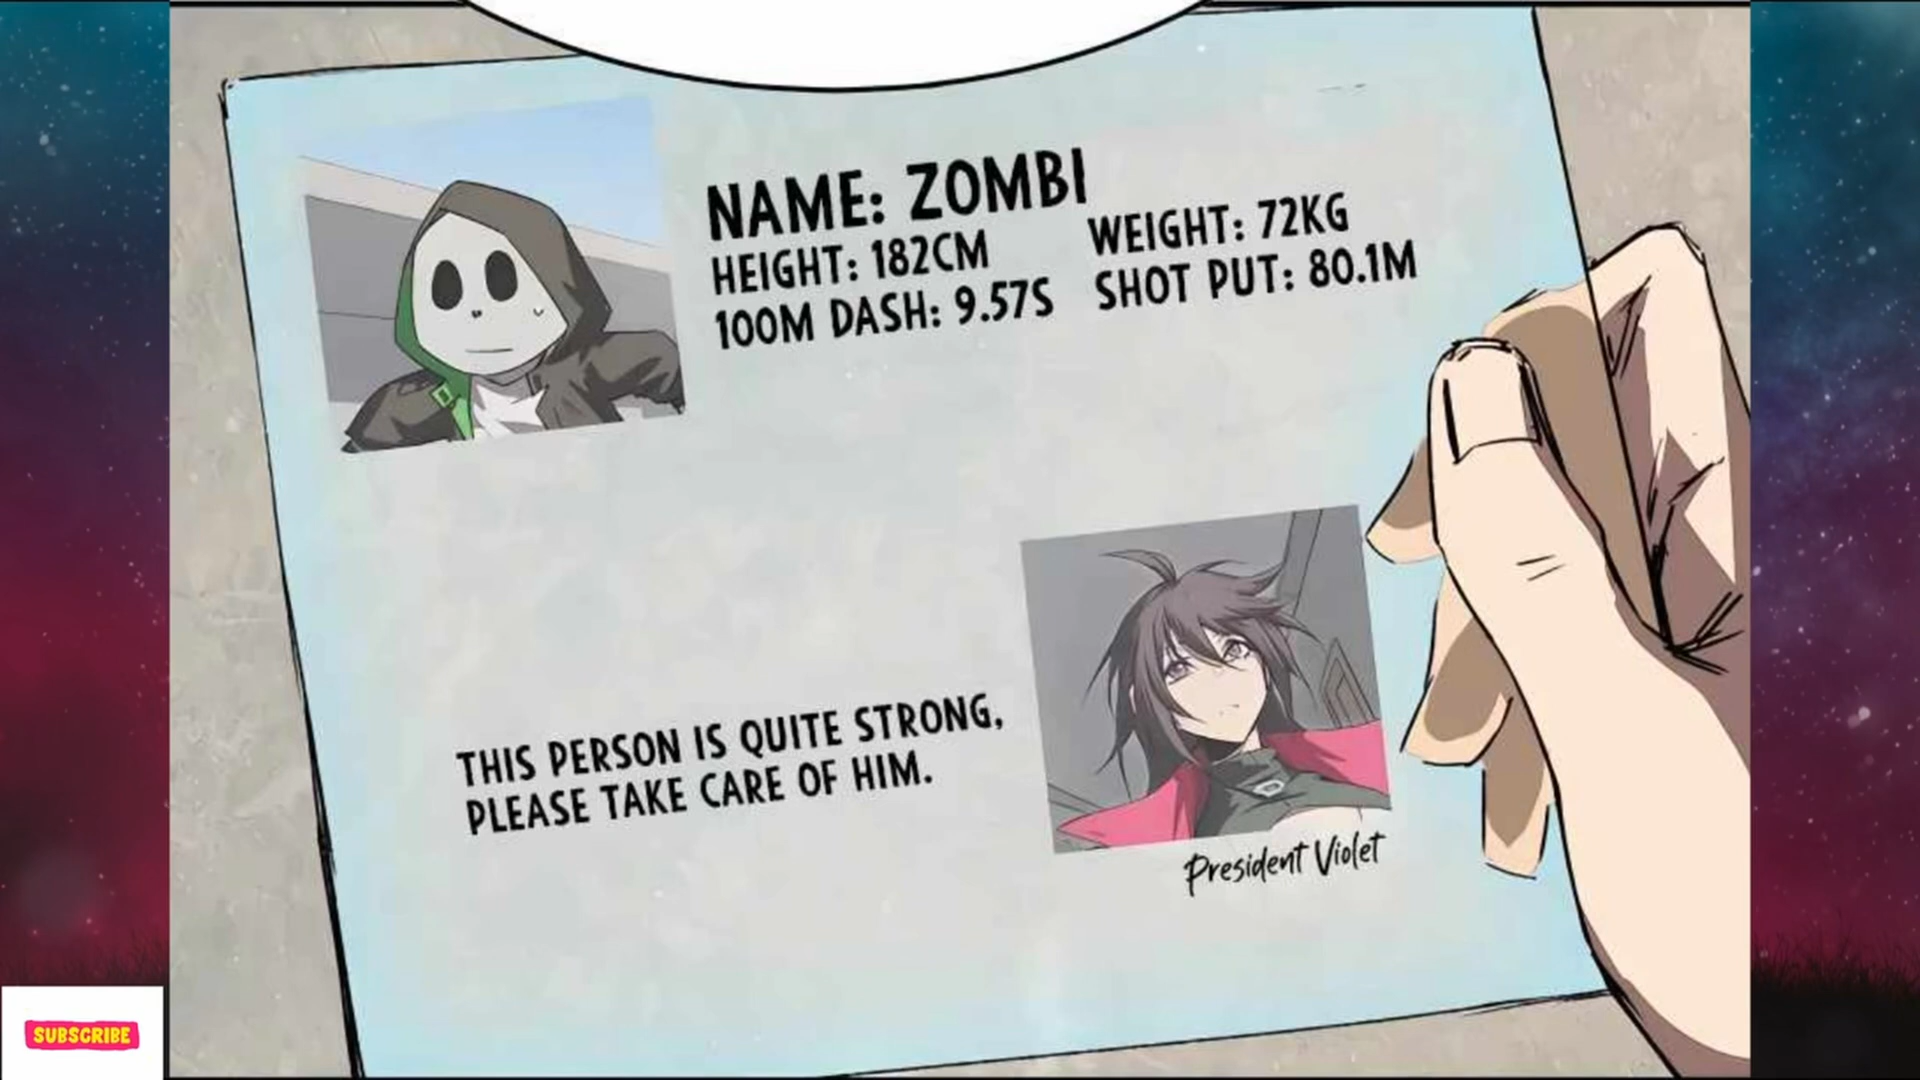 NAME: ZOMBI
HEIGHT: 182CM WEIGHT: 72KG
100M DASH: 9.57S SHOT PUT: 80.1M
THIS PERSON IS QUITE STRONG,
PLEASE TAKE CARE OF HIM.
President Violet
SUBSCRIBE